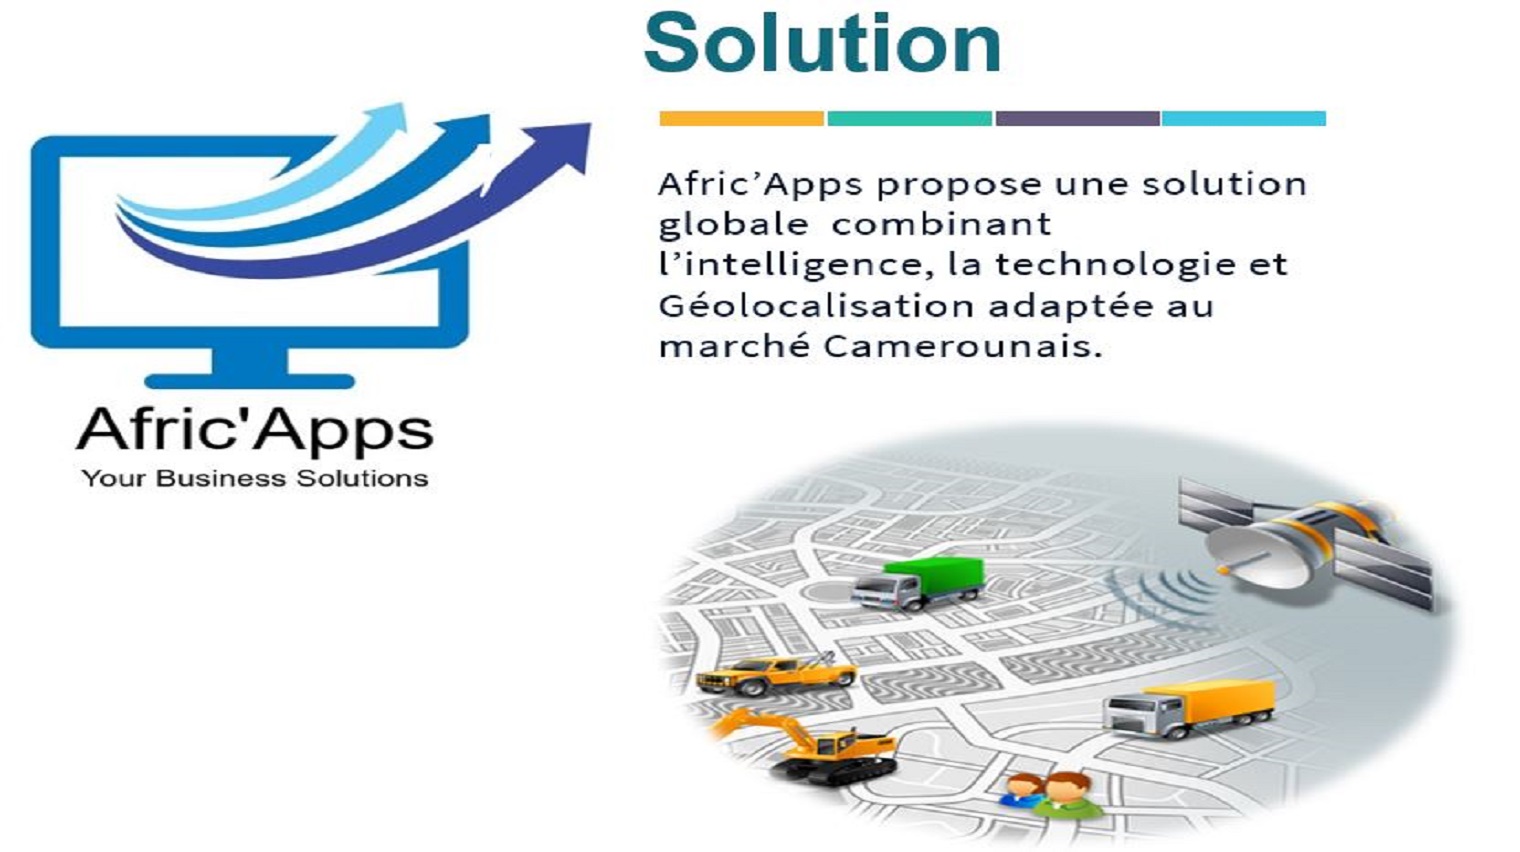 Solution
Afric'Apps
Your Business Solutions
Afric’Apps propose une solution
globale combinant
l’intelligence, la technologie et
Géolocalisation adaptée au
marché Camerounais.